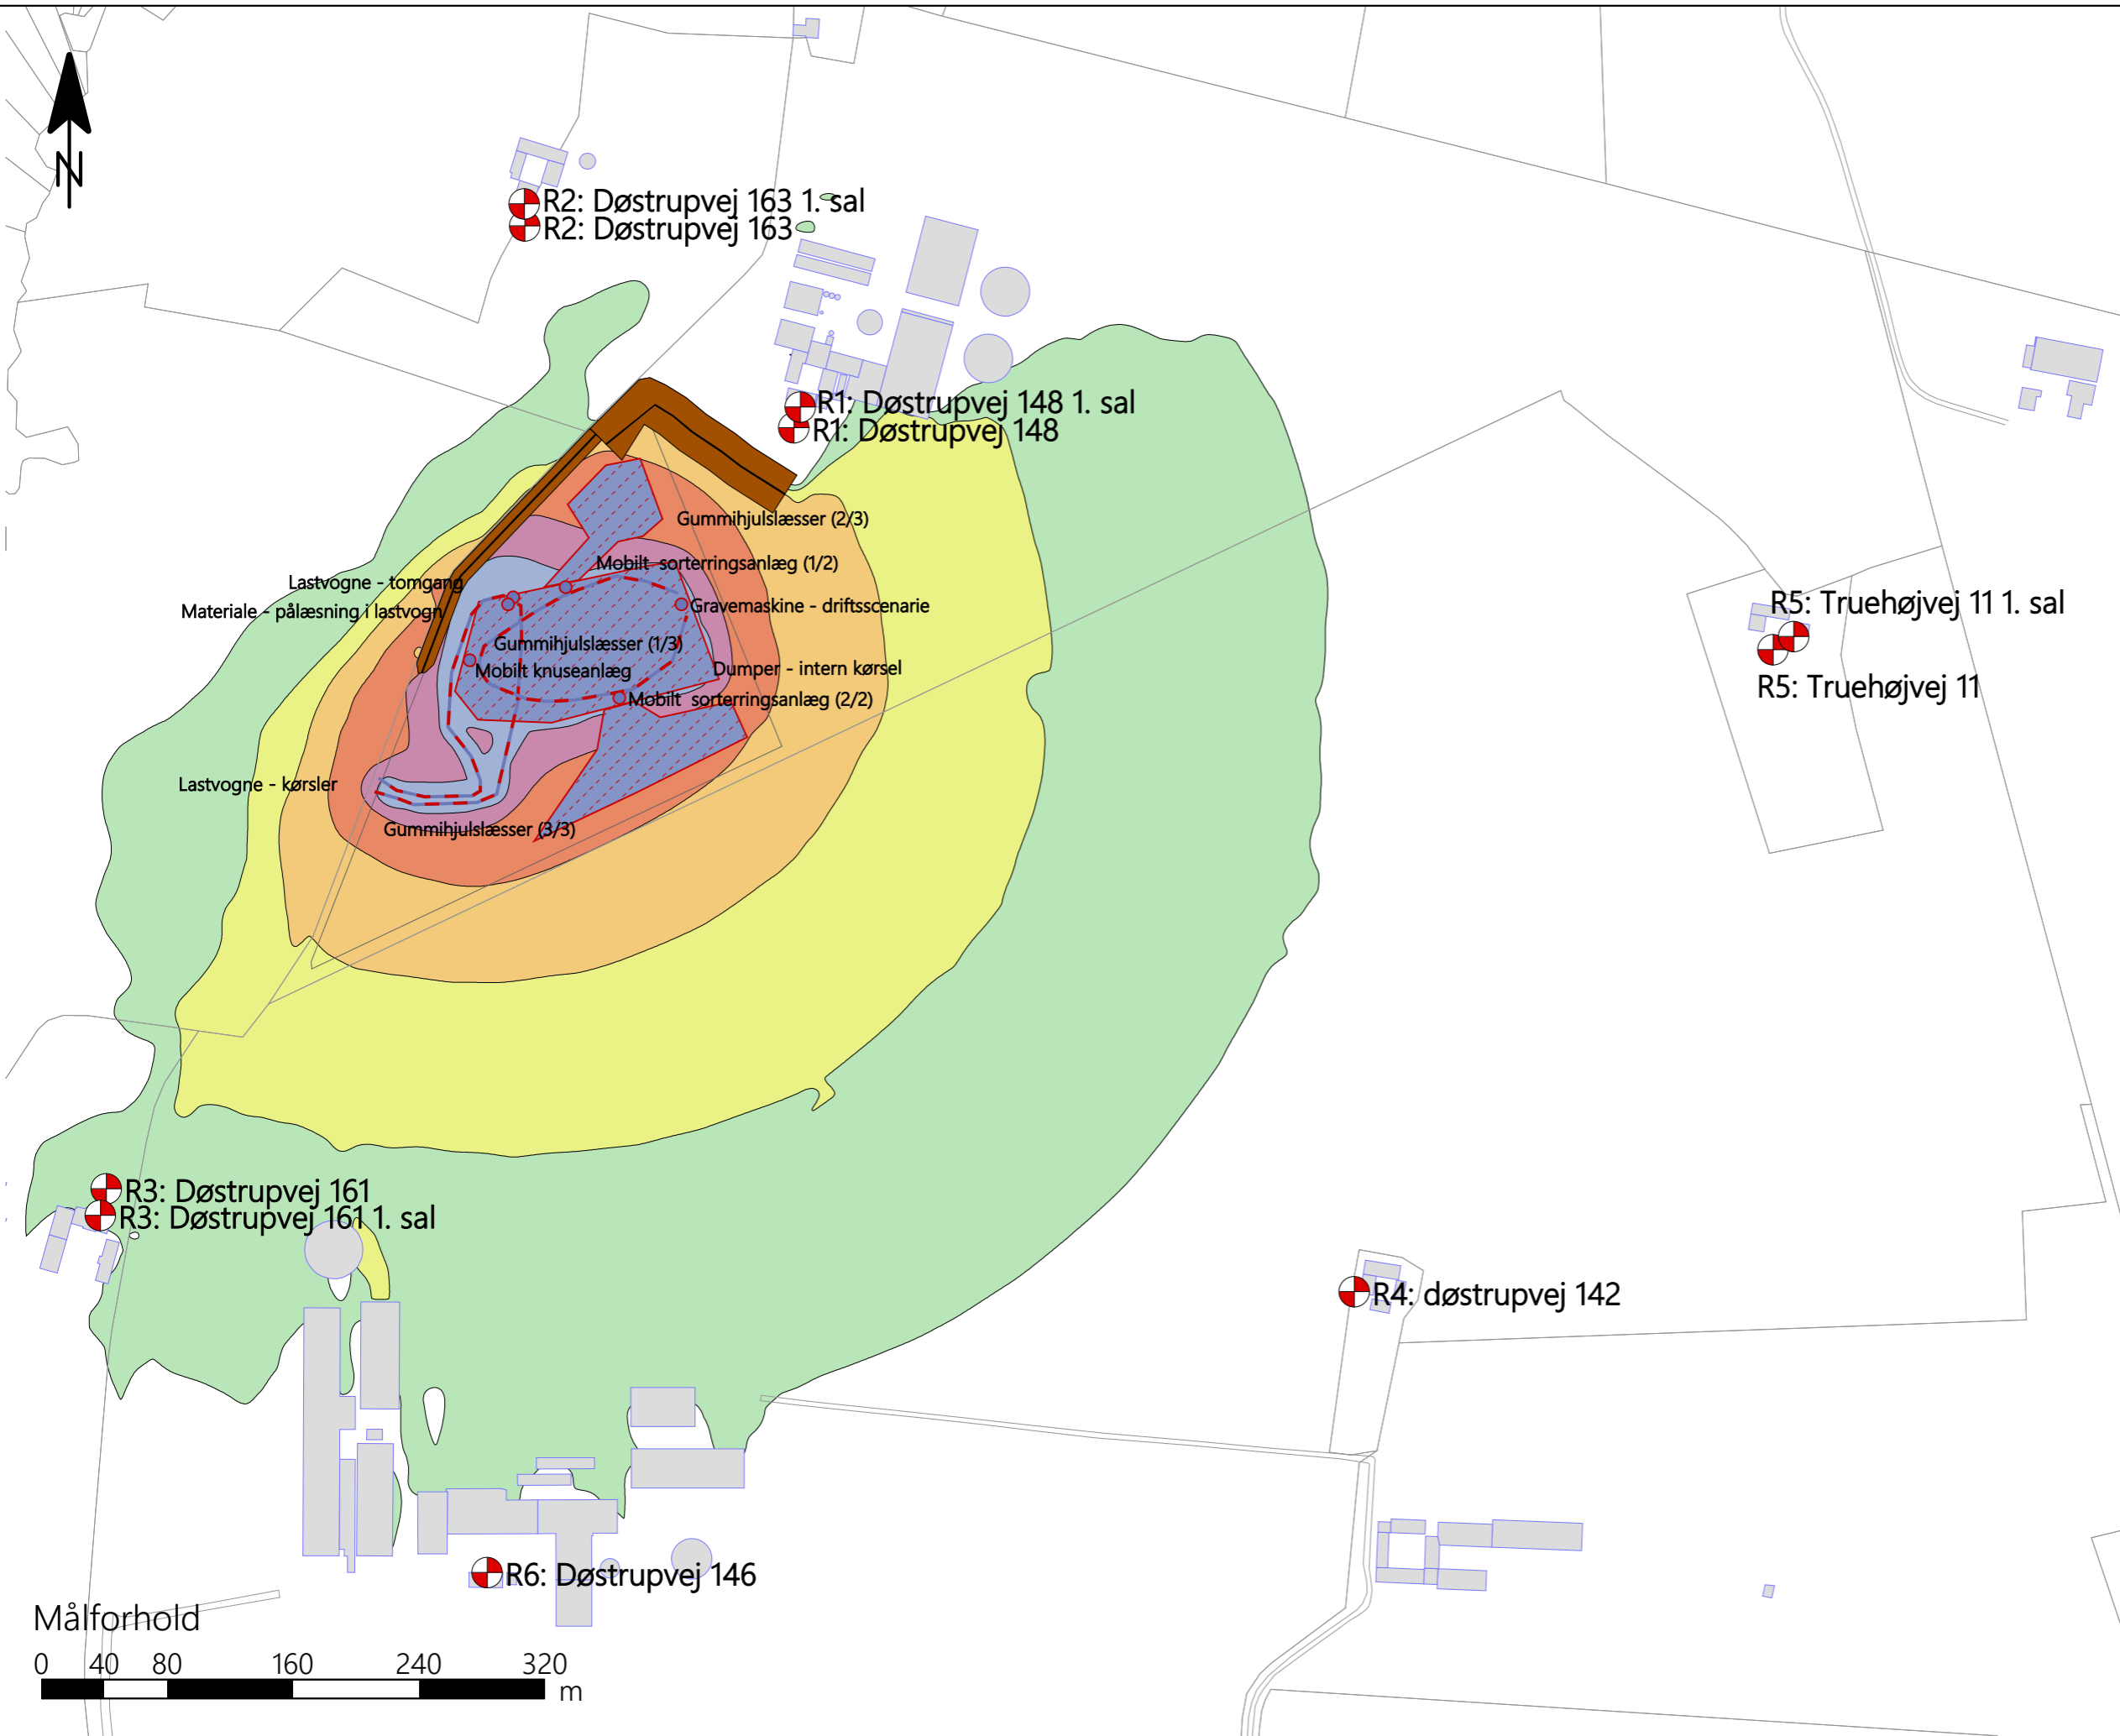 N
R2: Døstrupvej 163 1. sal
R2: Døstrupvej 163
R1: Døstrupvej 148 1. sal
R1: Døstrupvej 148
Gummihjulslæsser (2/3)
Mobilt sorterringsanlæg (1/2)
Lastvogne - tomgang
Materiale - pålæsning i lastvogn
Gravemaskine - driftsscenarie
Gummihjulslæsser (1/3)
Mobilt knuseanlæg
Dumper - intern kørsel
Mobilt sorterringsanlæg (2/2)
Lastvogne - kørsler
Gummihjulslæsser (3/3)
R5: Truehøjvej 11 1. sal
R5: Truehøjvej 11
R3: Døstrupvej 161
R3: Døstrupvej 161 1. sal
R4: døstrupvej 142
R6: Døstrupvej 146
Målforhold
0 40 80 160 240 320
m